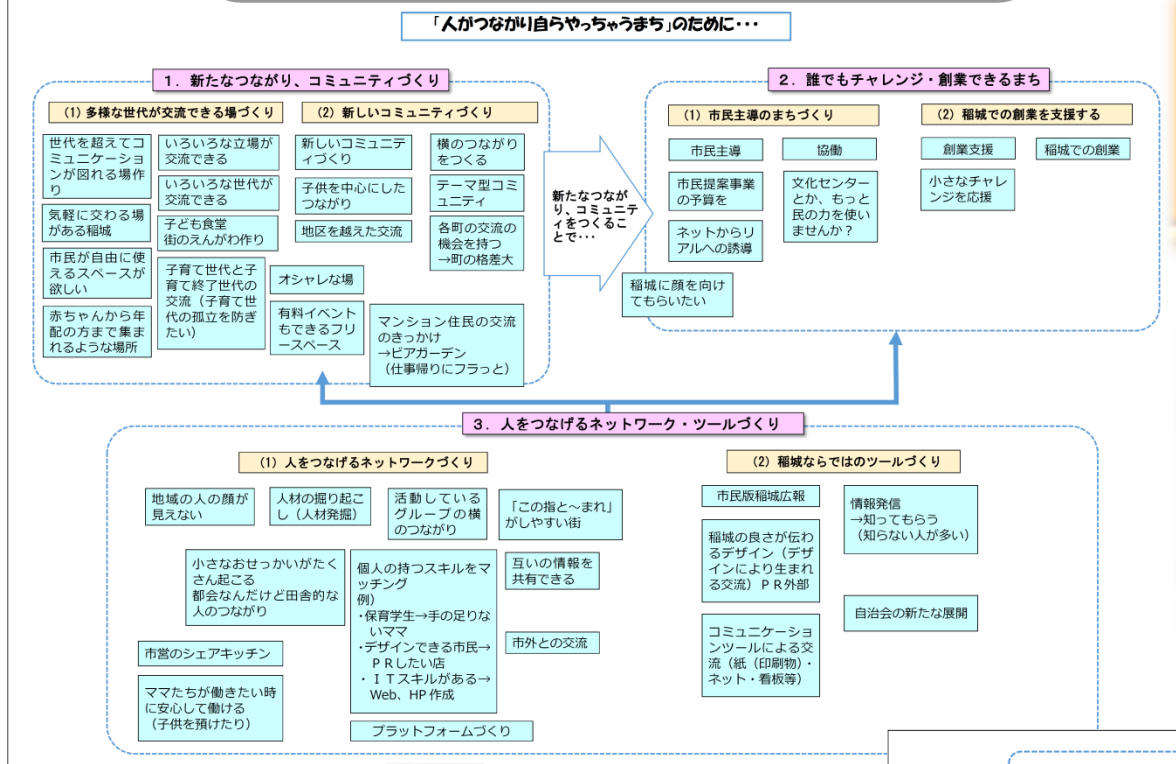 「人がつながり自らやっちゃうまち」のために･･･
１．新たなつながり、コミュニティづくり
(1) 多様な世代が交流できる場づくり
世代を超えてコ
ミュニケーショ
ンが図れる場作
り
いろいろな立場が
交流できる
いろいろな世代が
交流できる
気軽に交わる場
がある稲城
子ども食堂
街のえんがわ作り
市民が自由に使
えるスペースが
欲しい
子育て世代と子
育て終了世代の
交流（子育て世
代の孤立を防ぎ
たい）
赤ちゃんから年
配の方まで集ま
れるような場所
オシャレな場
有料イベント
もできるフリ
ースペース
(2) 新しいコミュニティづくり
新しいコミュニテ
ィづくり
横のつながり
をつくる
子供を中心にした
つながり
テーマ型コミ
ュニティ
地区を越えた交流
各町の交流の
機会を持つ
→町の格差大
マンション住民の交流
のきっかけ
→ビアガーデン
（仕事帰りにフラっと）
新たなつなが
り、コミュニテ
ィをつくるこ
とで･･･
２．誰でもチャレンジ・創業できるまち
(1) 市民主導のまちづくり
市民主導
協働
市民提案事業
の予算を
文化センター
とか、もっと
民の力を使い
ませんか？
ネットからリ
アルへの誘導
稲城に顔を向け
てもらいたい
(2) 稲城での創業を支援する
創業支援
稲城での創業
小さなチャレ
ンジを応援
３．人をつなげるネットワーク・ツールづくり
(1) 人をつなげるネットワークづくり
地域の人の顔が
見えない
人材の掘り起こ
し（人材発掘）
活動している
グループの横
のつながり
「この指と～まれ」
がしやすい街
小さなおせっかいがたく
さん起こる
都会なんだけど田舎的な
人のつながり
個人の持つスキルをマ
ッチング
例）
・保育学生→手の足りな
いママ
・デザインできる市民→
ＰＲしたい店
・ＩＴスキルがある→
Web、HP 作成
互いの情報を
共有できる
市外との交流
市営のシェアキッチン
ママたちが働きたい時
に安心して働ける
（子供を預けたり）
プラットフォームづくり
(2) 稲城ならではのツールづくり
市民版稲城広報
情報発信
→知ってもらう
（知らない人が多い）
稲城の良さが伝
わるデザイン（デザ
インにより生まれ
る交流）ＰＲ外部
自治会の新たな展開
コミュニケーショ
ンツールによる交
流（紙（印刷物）・
ネット・看板等）